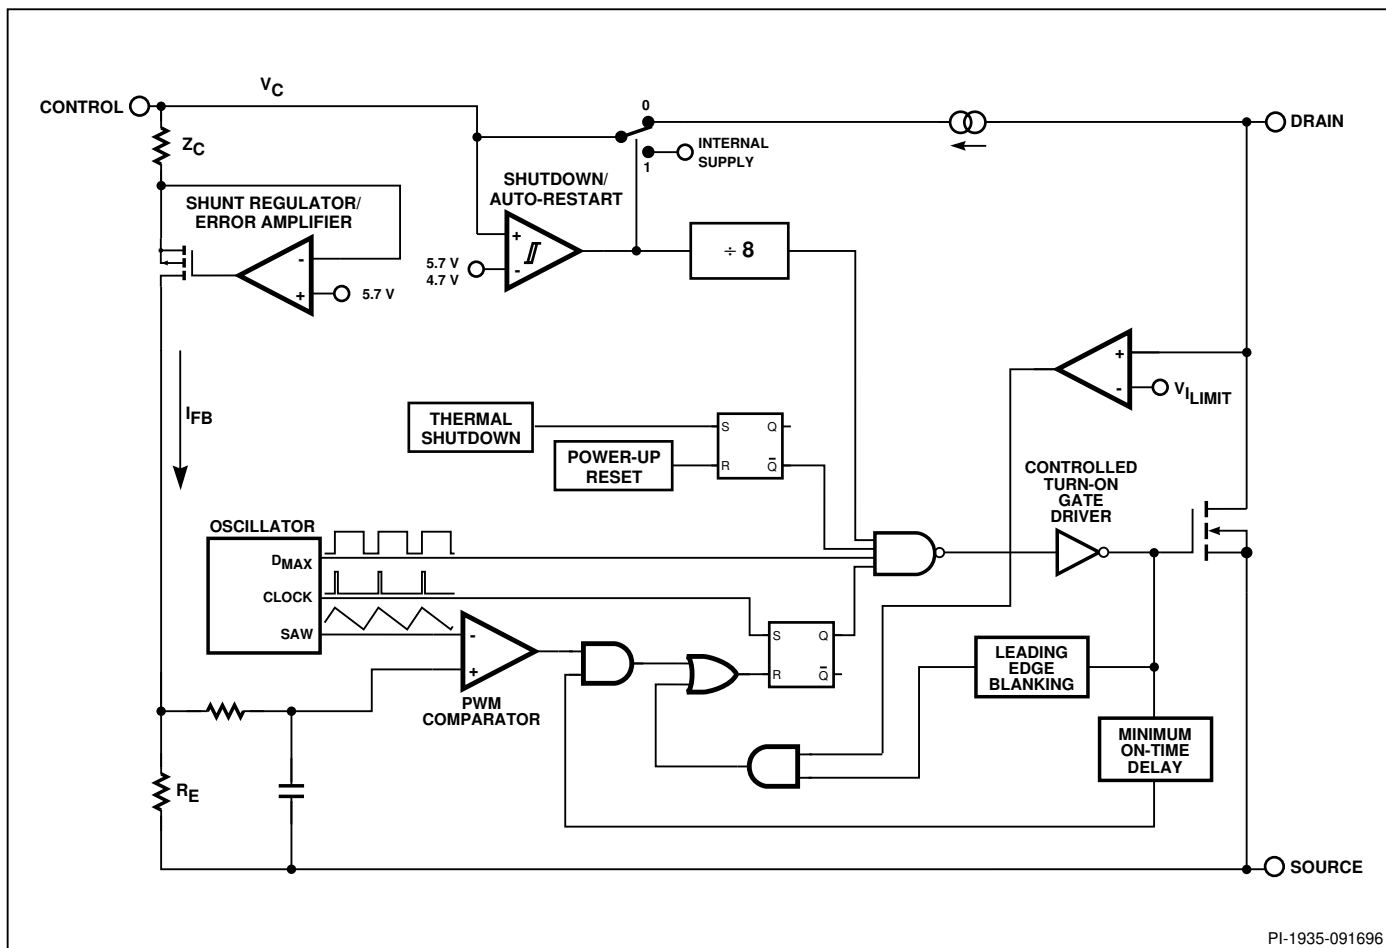 V_C
CONTROL
0
DRAIN
Z_C
INTERNAL
SUPPLY
1
SHUTDOWN/
AUTO-RESTART
SHUNT REGULATOR/
ERROR AMPLIFIER
+
-
÷ 8
-
+
5.7 V
5.7 V
4.7 V
+
-
V_I_LIMIT
I_FB
THERMAL
SHUTDOWN
S
Q
POWER-UP
RESET
R
Q̅
CONTROLLED
TURN-ON
GATE
DRIVER
OSCILLATOR
D_MAX
CLOCK
SAW
-
+
PWM
COMPARATOR
S
Q
R
Q̅
LEADING
EDGE
BLANKING
MINIMUM
ON-TIME
DELAY
R_E
SOURCE
PI-1935-091696